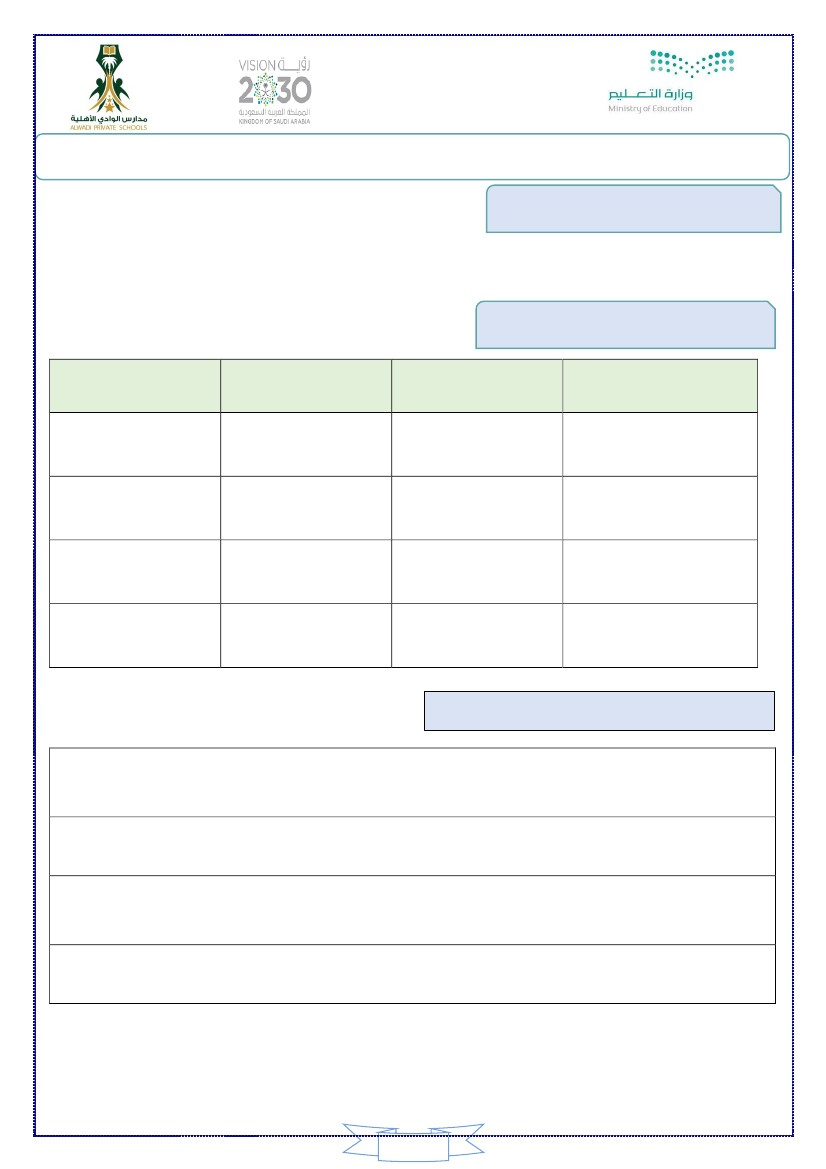 وزارة التعليم
Ministry of Education
VISION رؤيــة
2030
المملكة العربية السعودية
KINGDOM OF SAUDI ARABIA
مدارس الوادي الأهلية
ALWADI PRIVATE SCHOOLS